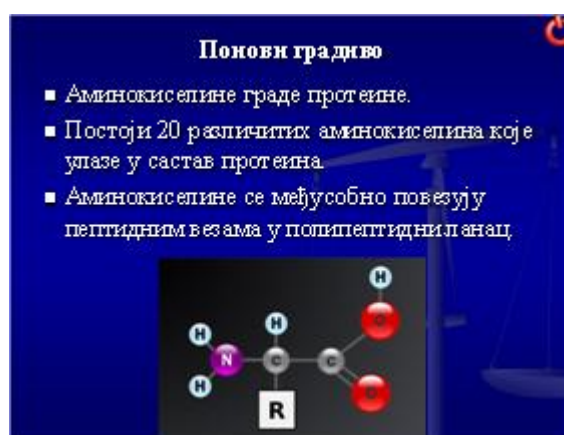 Понови градиво
Аминокиселине граде протеине.
Постоји 20 различитих аминокиселина које
улазе у састав протеина.
Аминокиселине се међусобно повезују
пептидним везама у полипептидни ланац.
H
H H O
N C C
H O
R